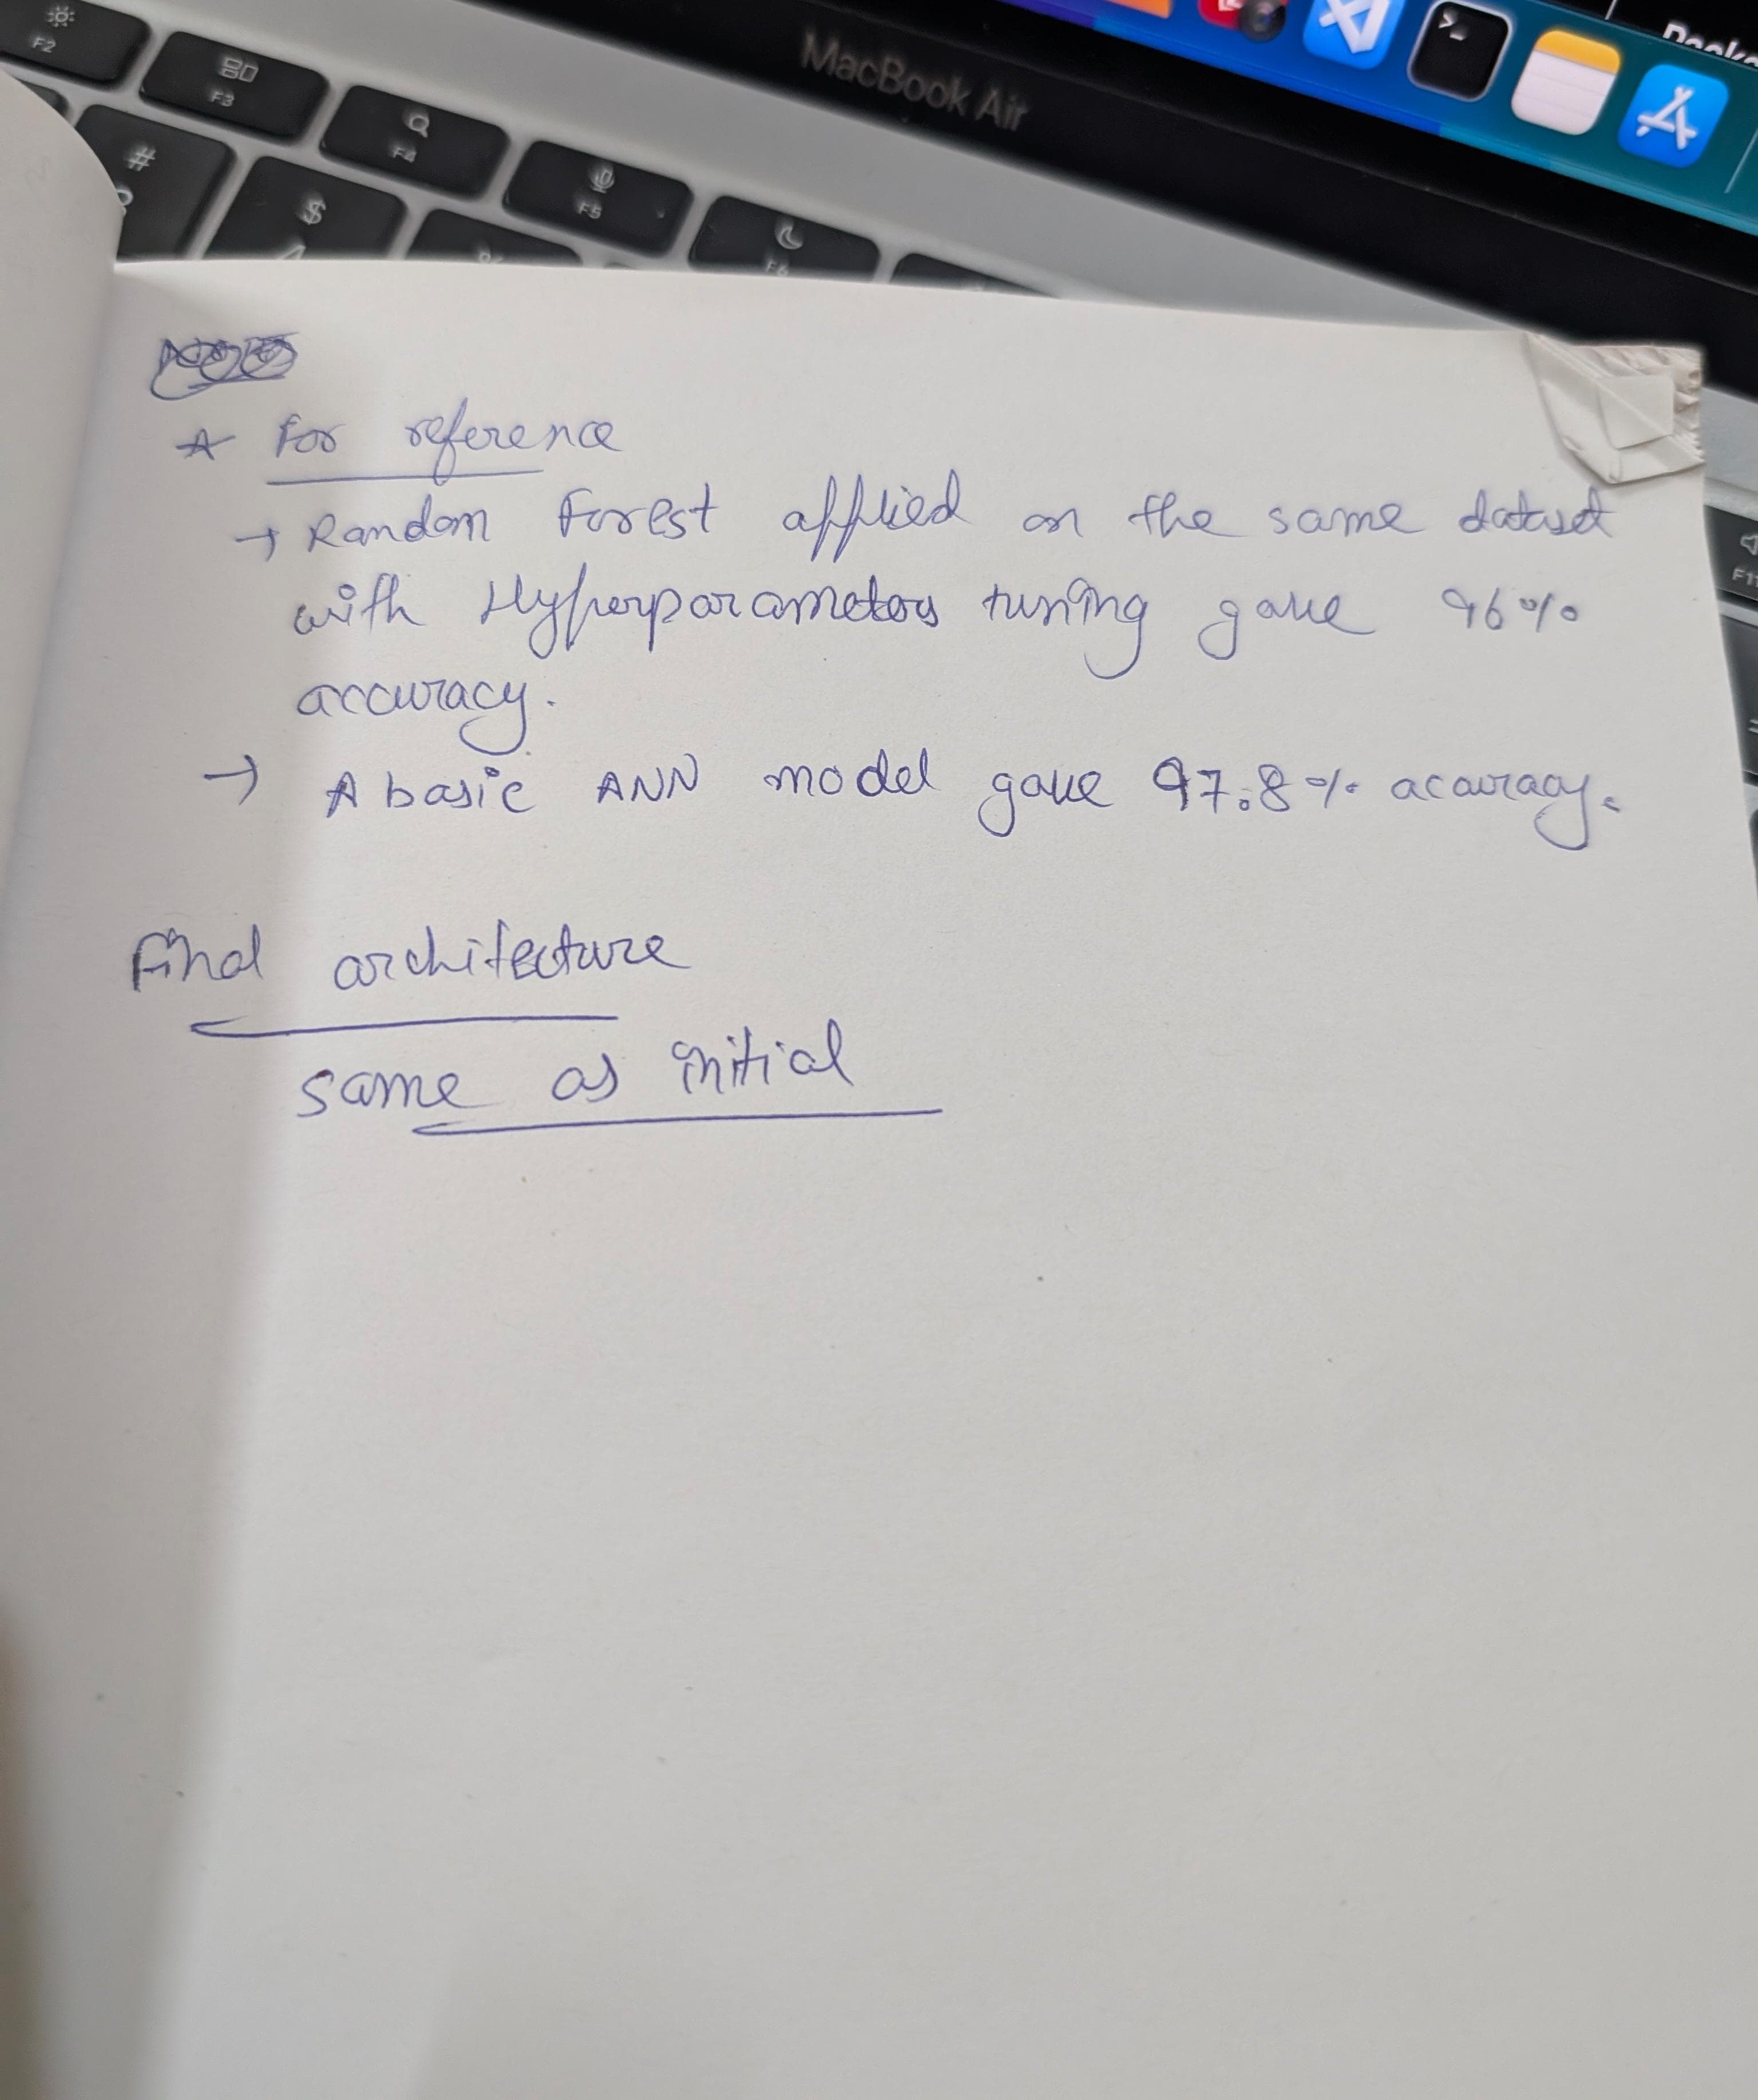 F2
F3
F4
F5
F6
#
$
MacBook Air
>_
☆ For reference
→ Random Forest applied on the same dataset
with Hyperparameters tuning gave 96%
accuracy.
→ A basic ANN model gave 97.8% accuracy.
Final architecture
same as initial
F11